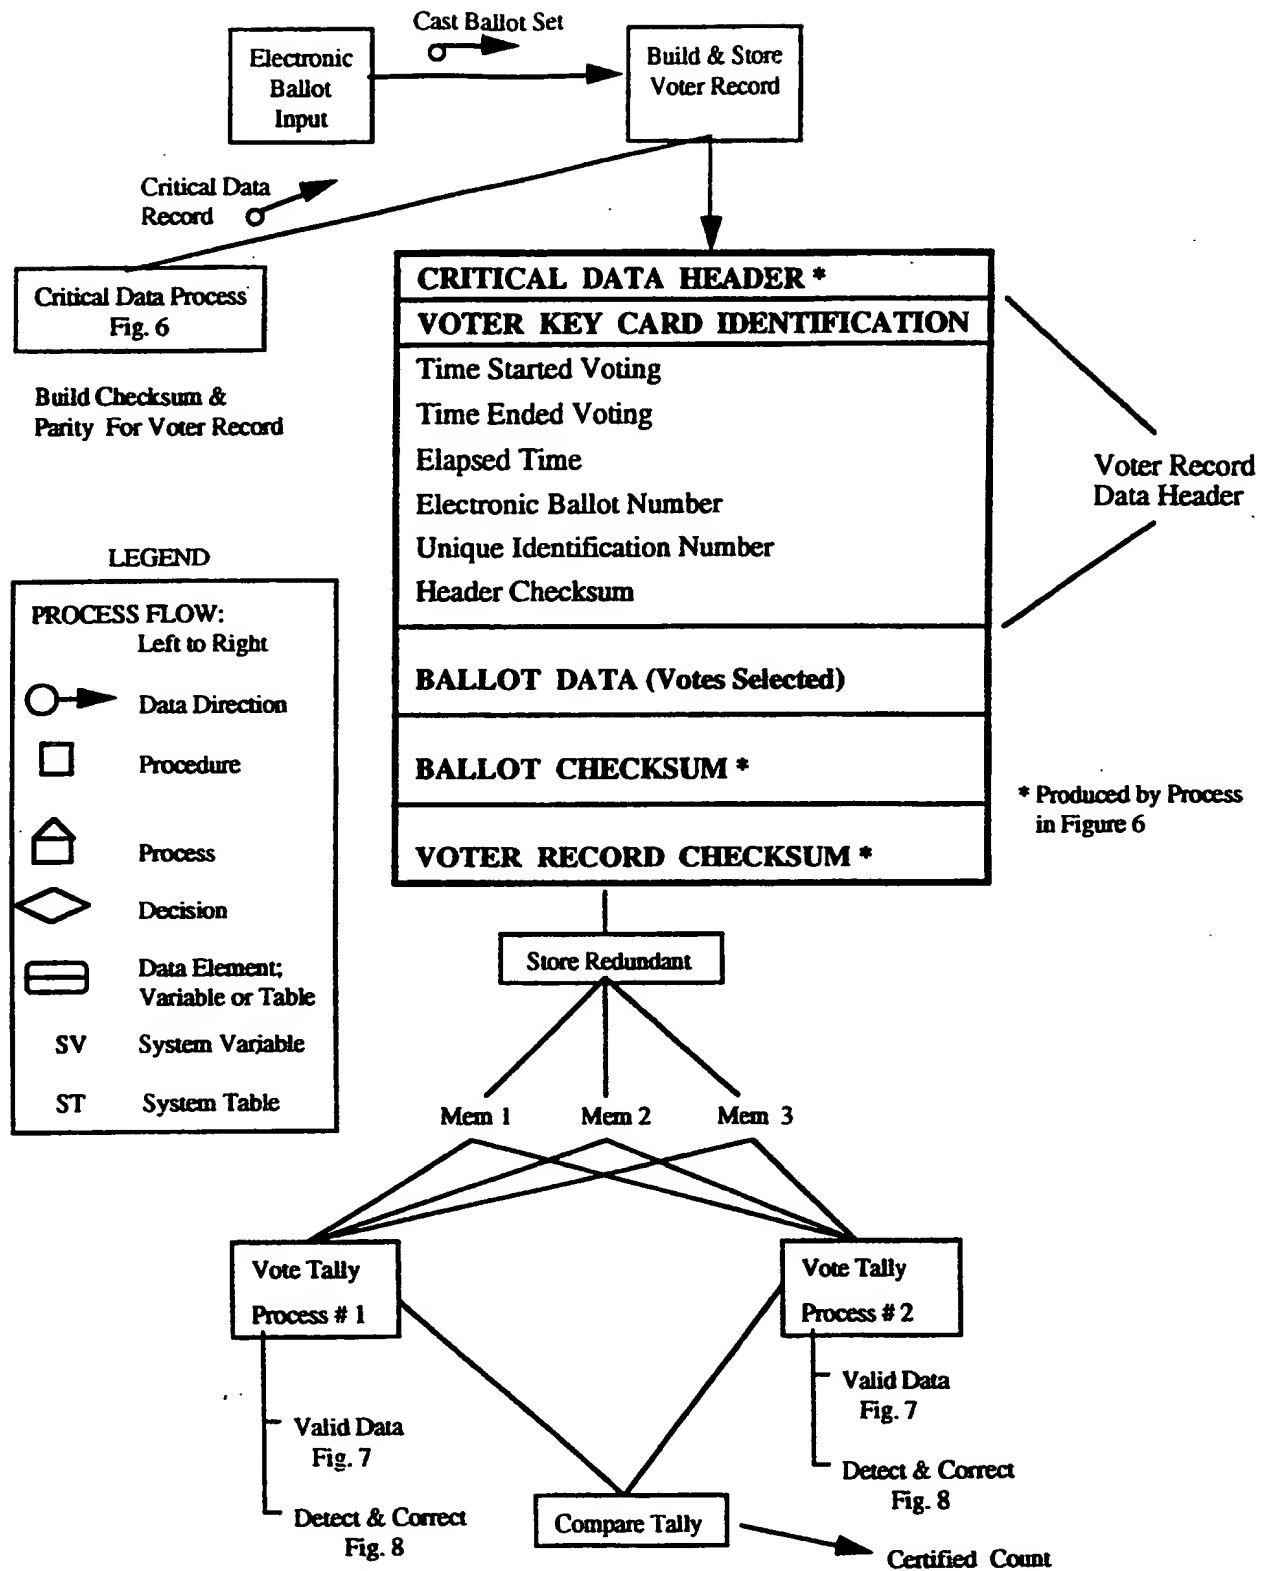 Cast Ballot Set
Electronic
Ballot
Input
Build & Store
Voter Record
Critical Data
Record
Critical Data Process
Fig. 6
Build Checksum &
Parity For Voter Record
CRITICAL DATA HEADER *
VOTER KEY CARD IDENTIFICATION
Time Started Voting
Time Ended Voting
Elapsed Time
Electronic Ballot Number
Unique Identification Number
Header Checksum
BALLOT DATA (Votes Selected)
BALLOT CHECKSUM *
VOTER RECORD CHECKSUM *
Voter Record
Data Header
* Produced by Process
in Figure 6
LEGEND
PROCESS FLOW:
Left to Right
Data Direction
Procedure
Process
Decision
Data Element;
Variable or Table
SV System Variable
ST System Table
Store Redundant
Mem 1 Mem 2 Mem 3
Vote Tally
Process # 1
Vote Tally
Process # 2
Valid Data
Fig. 7
Detect & Correct
Fig. 8
Valid Data
Fig. 7
Detect & Correct
Fig. 8
Compare Tally
Certified Count